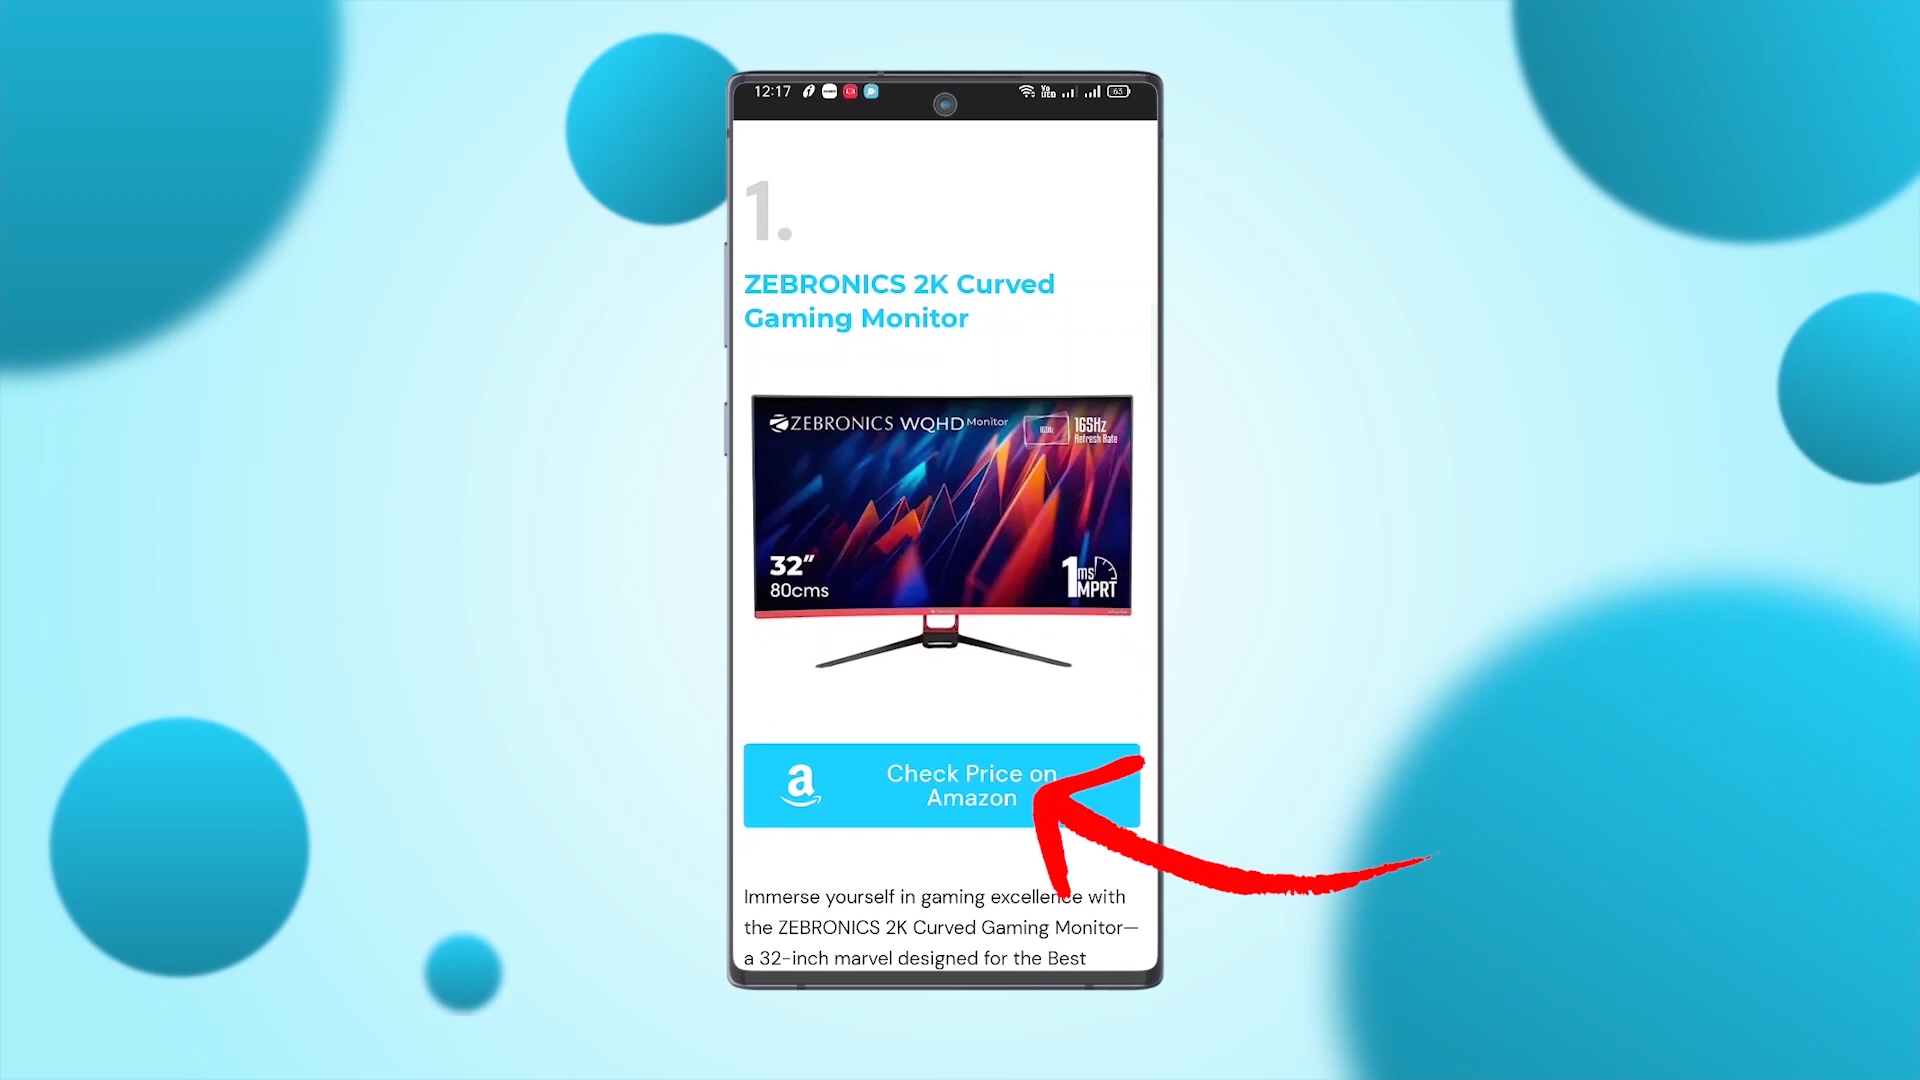 12:17
63
1.
ZEBRONICS 2K Curved
Gaming Monitor
ZEBRONICS WQHD Monitor
165Hz
Refresh Rate
32"
80cms
1ms
MPRT
a
Check Price on
Amazon
Immerse yourself in gaming excellence with
the ZEBRONICS 2K Curved Gaming Monitor—
a 32-inch marvel designed for the Best